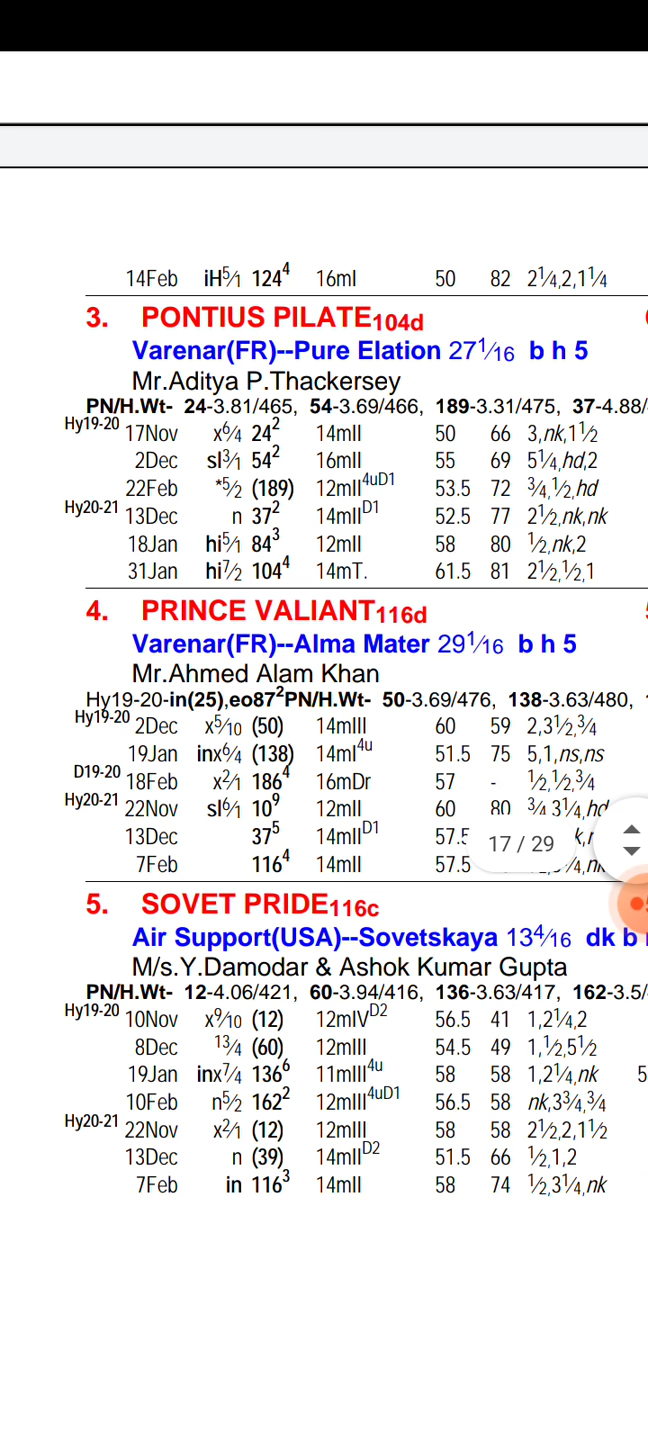 14Feb iH5/1 124⁴ 16mI 50 82 2¼,2,1¼
3. PONTIUS PILATE104d
Varenar(FR)--Pure Elation 27 1/16 b h 5
Mr.Aditya P.Thackersey
PN/H.Wt- 24-3.81/465, 54-3.69/466, 189-3.31/475, 37-4.88/
Hy19-20 17Nov x6/4 24² 14mII 50 66 3,nk,1½
2Dec sl3/1 54² 16mII 55 69 5¼,hd,2
22Feb *5/2 (189) 12mII4uD1 53.5 72 ¾,½,hd
Hy20-21 13Dec n 37² 14mIID1 52.5 77 2½,nk,nk
18Jan hi5/1 84³ 12mII 58 80 ½,nk,2
31Jan hi7/2 104⁴ 14mT. 61.5 81 2½,½,1
4. PRINCE VALIANT116d
Varenar(FR)--Alma Mater 29 1/16 b h 5
Mr.Ahmed Alam Khan
Hy19-20-in(25),eo87²PN/H.Wt- 50-3.69/476, 138-3.63/480,
Hy19-20 2Dec x5/10 (50) 14mIII 60 59 2,3½,¾
19Jan inx6/4 (138) 14mI4u 51.5 75 5,1,ns,ns
D19-20 18Feb x2/1 186⁴ 16mDr 57 - ½,½,¾
Hy20-21 22Nov sl6/1 10⁹ 12mII 60 80 ¾ 3¼,hd
13Dec 37⁵ 14mIID1 57.5
17 / 29
7Feb 116⁴ 14mII 57.5
5. SOVET PRIDE116c
Air Support(USA)--Sovetskaya 13 4/16 dk b
M/s.Y.Damodar & Ashok Kumar Gupta
PN/H.Wt- 12-4.06/421, 60-3.94/416, 136-3.63/417, 162-3.5/
Hy19-20 10Nov x9/10 (12) 12mIVD2 56.5 41 1,2¼,2
8Dec 13/4 (60) 12mIII 54.5 49 1,½,5½
19Jan inx7/4 136⁶ 11mIII4u 58 58 1,2¼,nk 5
10Feb n5/2 162² 12mIII4uD1 56.5 58 nk,3¾,¾
Hy20-21 22Nov x2/1 (12) 12mIII 58 58 2½,2,1½
13Dec n (39) 14mIID2 51.5 66 ½,1,2
7Feb in 116³ 14mII 58 74 ½,3¼,nk